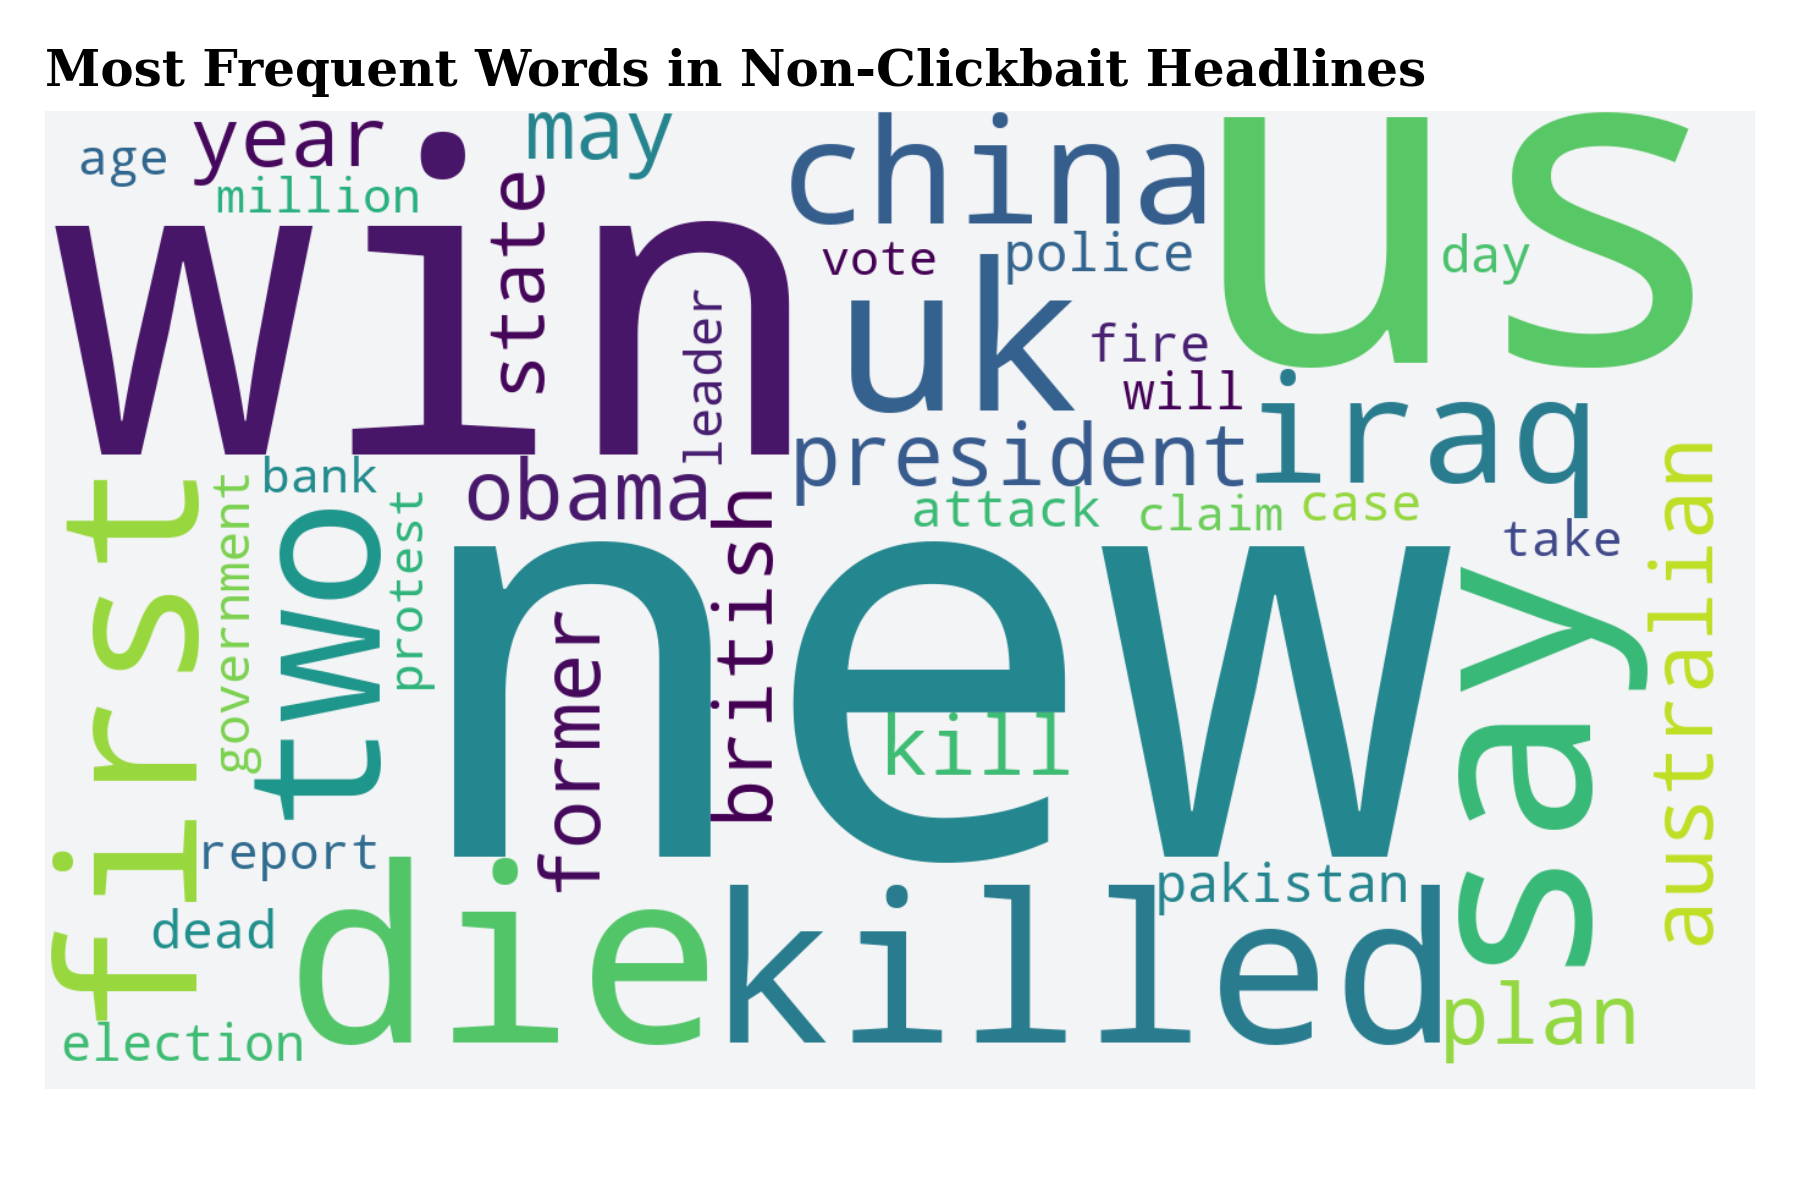 Most Frequent Words in Non-Clickbait Headlines
age
year
may
china
us
million
win
state
vote
police
day
leader
uk
fire
will
president
iraq
bank
obama
attack
claim
case
take
first
government
two
protest
british
new
say
australian
former
kill
report
dead
die
killed
pakistan
election
plan